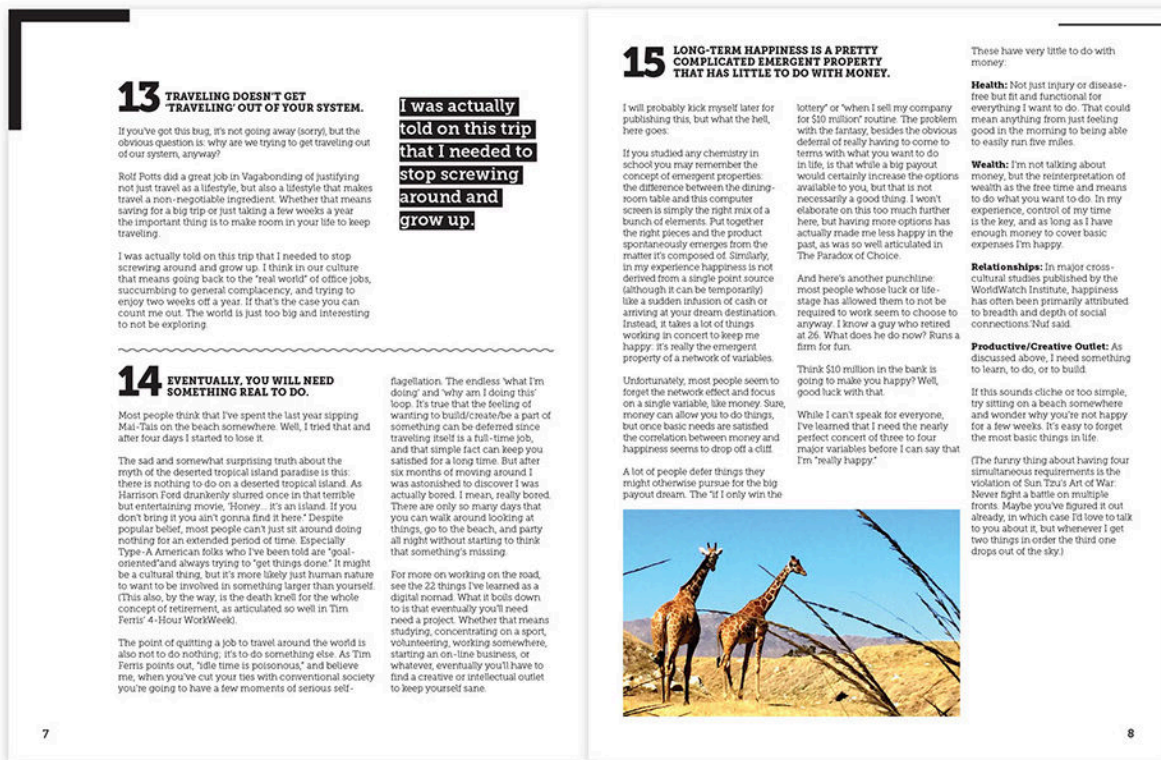 13 TRAVELING DOESN'T GET
'TRAVELING' OUT OF YOUR SYSTEM.
If you've got this bug, it's not going away (sorry), but the
obvious question is: why are we trying to get traveling out
of our system, anyway?
Rolf Potts did a great job in Vagabonding of justifying
not just travel as a lifestyle, but also a lifestyle that makes
travel a non-negotiable ingredient. Whether that means
saving for a big trip or just taking a few weeks a year
the important thing is to make room in your life to keep
traveling.
I was actually told on this trip that I needed to stop
screwing around and grow up. I think in our culture
that means going back to the "real world" of office jobs,
succumbing to general complacency, and trying to
enjoy two weeks off a year. If that's the case you can
count me out. The world is just too big and interesting
to not be exploring.
I was actually
told on this trip
that I needed to
stop screwing
around and
grow up.
14 EVENTUALLY, YOU WILL NEED
SOMETHING REAL TO DO.
Most people think that I've spent the last year sipping
Mai-Tais on the beach somewhere. Well, I tried that and
after four days I started to lose it.
The sad and somewhat surprising truth about the
myth of the deserted tropical island paradise is this:
there is nothing to do on a deserted tropical island. As
Harrison Ford drunkenly slurred once in that terrible
but entertaining movie, 'Honey... it's an island. If you
don't bring it you ain't gonna find it here." Despite
popular belief, most people can't just sit around doing
nothing for an extended period of time. Especially
Type-A American folks who I've been told are "goal-
oriented"and always trying to "get things done." It might
be a cultural thing, but it's more likely just human nature
to want to be involved in something larger than yourself.
(This also, by the way, is the death knell for the whole
concept of retirement, as articulated so well in Tim
Ferris' 4-Hour WorkWeek).
The point of quitting a job to travel around the world is
also not to do nothing; it's to do something else. As Tim
Ferris points out, "idle time is poisonous," and believe
me, when you've cut your ties with conventional society
you're going to have a few moments of serious self-
flagellation. The endless 'what I'm
doing' and 'why am I doing this'
loop. It's true that the feeling of
wanting to build/create/be a part of
something can be deferred since
traveling itself is a full-time job,
and that simple fact can keep you
satisfied for a long time. But after
six months of moving around I
was astonished to discover I was
actually bored. I mean, really bored.
There are only so many days that
you can walk around looking at
things, go to the beach, and party
all night without starting to think
that something's missing.
For more on working on the road,
see the 22 things I've learned as a
digital nomad. What it boils down
to is that eventually you'll need
need a project. Whether that means
studying, concentrating on a sport,
volunteering, working somewhere,
starting an on-line business, or
whatever, eventually you'll have to
find a creative or intellectual outlet
to keep yourself sane.
7
15 LONG-TERM HAPPINESS IS A PRETTY
COMPLICATED EMERGENT PROPERTY
THAT HAS LITTLE TO DO WITH MONEY.
I will probably kick myself later for
publishing this, but what the hell,
here goes:
If you studied any chemistry in
school you may remember the
concept of emergent properties:
the difference between the dining-
room table and this computer
screen is simply the right mix of a
bunch of elements. Put together
the right pieces and the product
spontaneously emerges from the
matter it's composed of. Similarly,
in my experience happiness is not
derived from a single point source
(although it can be temporarily)
like a sudden infusion of cash or
arriving at your dream destination.
Instead, it takes a lot of things
working in concert to keep me
happy: it's really the emergent
property of a network of variables.
Unfortunately, most people seem to
forget the network effect and focus
on a single variable, like money. Sure,
money can allow you to do things,
but once basic needs are satisfied
the correlation between money and
happiness seems to drop off a cliff.
A lot of people defer things they
might otherwise pursue for the big
payout dream. The "if I only win the
lottery" or "when I sell my company
for $10 million" routine. The problem
with the fantasy, besides the obvious
deferral of really having to come to
terms with what you want to do
in life, is that while a big payout
would certainly increase the options
available to you, but that is not
necessarily a good thing. I won't
elaborate on this too much further
here, but having more options has
actually made me less happy in the
past, as was so well articulated in
The Paradox of Choice.
And here's another punchline:
most people whose luck or life-
stage has allowed them to not be
required to work seem to choose to
anyway. I know a guy who retired
at 26. What does he do now? Runs a
firm for fun.
Think $10 million in the bank is
going to make you happy? Well,
good luck with that.
While I can't speak for everyone,
I've learned that I need the nearly
perfect concert of three to four
major variables before I can say that
I'm "really happy."
These have very little to do with
money:
Health: Not just injury or disease-
free but fit and functional for
everything I want to do. That could
mean anything from just feeling
good in the morning to being able
to easily run five miles.
Wealth: I'm not talking about
money, but the reinterpretation of
wealth as the free time and means
to do what you want to do. In my
experience, control of my time
is the key, and as long as I have
enough money to cover basic
expenses I'm happy.
Relationships: In major cross-
cultural studies published by the
WorldWatch Institute, happiness
has often been primarily attributed
to breadth and depth of social
connections.'Nuf said.
Productive/Creative Outlet: As
discussed above, I need something
to learn, to do, or to build.
If this sounds cliche or too simple,
try sitting on a beach somewhere
and wonder why you're not happy
for a few weeks. It's easy to forget
the most basic things in life.
(The funny thing about having four
simultaneous requirements is the
violation of Sun Tzu's Art of War:
Never fight a battle on multiple
fronts. Maybe you've figured it out
already, in which case I'd love to talk
to you about it, but whenever I get
two things in order the third one
drops out of the sky.)
8